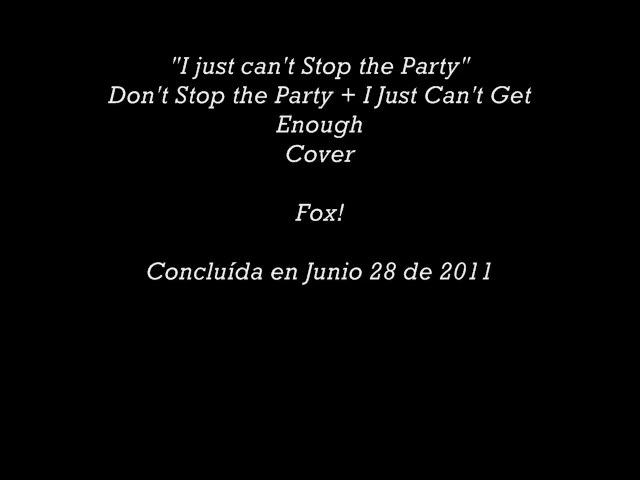 "I just can't Stop the Party"
Don't Stop the Party + I Just Can't Get
Enough
Cover
Fox!
Concluída en Junio 28 de 2011